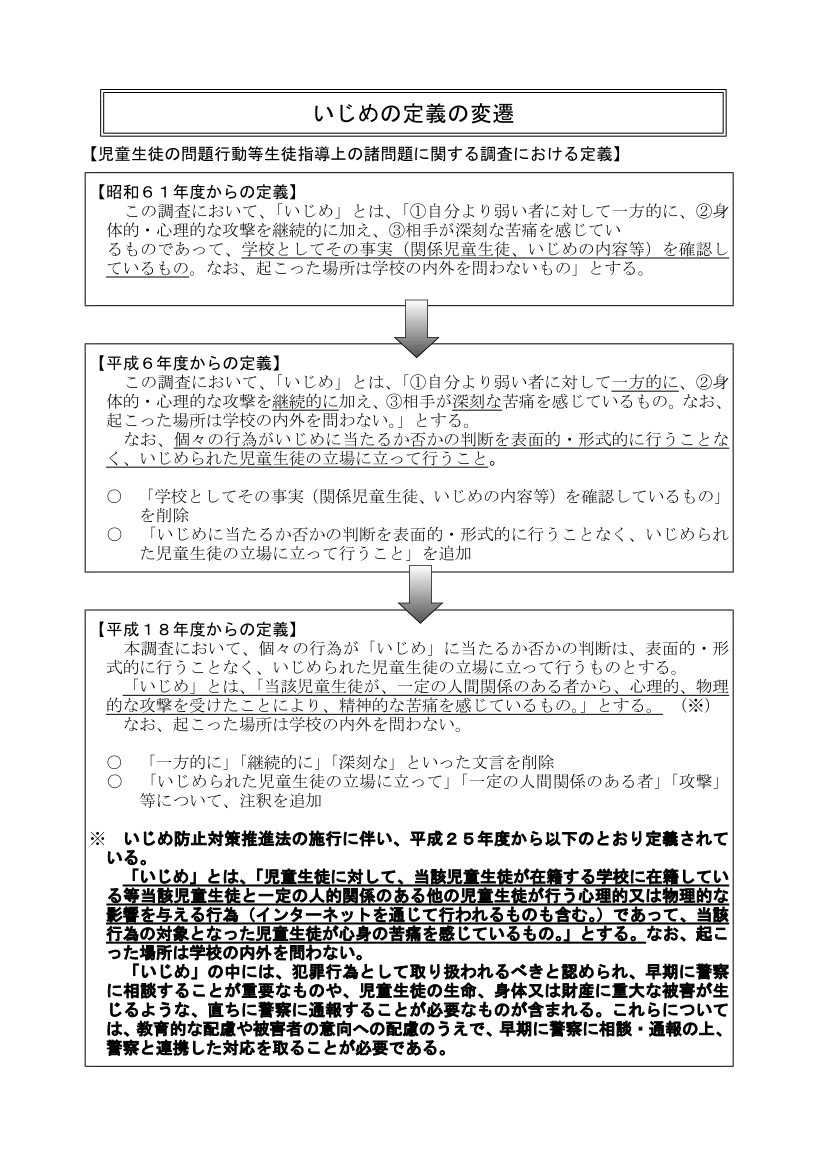 いじめの定義の変遷
【児童生徒の問題行動等生徒指導上の諸問題に関する調査における定義】
【昭和６１年度からの定義】
この調査において、「いじめ」とは、「①自分より弱い者に対して一方的に、②身
体的・心理的な攻撃を継続的に加え、③相手が深刻な苦痛を感じてい
るものであって、学校としてその事実（関係児童生徒、いじめの内容等）を確認し
ているもの。なお、起こった場所は学校の内外を問わないもの」とする。
【平成６年度からの定義】
この調査において、「いじめ」とは、「①自分より弱い者に対して一方的に、②身
体的・心理的な攻撃を継続的に加え、③相手が深刻な苦痛を感じているもの。なお、
起こった場所は学校の内外を問わない。」とする。
なお、個々の行為がいじめに当たるか否かの判断を表面的・形式的に行うことな
く、いじめられた児童生徒の立場に立って行うこと。
○　「学校としてその事実（関係児童生徒、いじめの内容等）を確認しているもの」
を削除
○　「いじめに当たるか否かの判断を表面的・形式的に行うことなく、いじめられ
た児童生徒の立場に立って行うこと」を追加
【平成１８年度からの定義】
本調査において、個々の行為が「いじめ」に当たるか否かの判断は、表面的・形
式的に行うことなく、いじめられた児童生徒の立場に立って行うものとする。
「いじめ」とは、「当該児童生徒が、一定の人間関係のある者から、心理的、物理
的な攻撃を受けたことにより、精神的な苦痛を感じているもの。」とする。　（※）
なお、起こった場所は学校の内外を問わない。
○　「一方的に」「継続的に」「深刻な」といった文言を削除
○　「いじめられた児童生徒の立場に立って」「一定の人間関係のある者」「攻撃」
等について、注釈を追加
※　いじめ防止対策推進法の施行に伴い、平成２５年度から以下のとおり定義されて
いる。
「いじめ」とは、「児童生徒に対して、当該児童生徒が在籍する学校に在籍してい
る等当該児童生徒と一定の人的関係のある他の児童生徒が行う心理的又は物理的な
影響を与える行為（インターネットを通じて行われるものも含む。）であって、当該
行為の対象となった児童生徒が心身の苦痛を感じているもの。」とする。なお、起こ
った場所は学校の内外を問わない。
「いじめ」の中には、犯罪行為として取り扱われるべきと認められ、早期に警察
に相談することが重要なものや、児童生徒の生命、身体又は財産に重大な被害が生
じるような、直ちに警察に通報することが必要なものが含まれる。これらについて
は、教育的な配慮や被害者の意向への配慮のうえで、早期に警察に相談・通報の上、
警察と連携した対応を取ることが必要である。